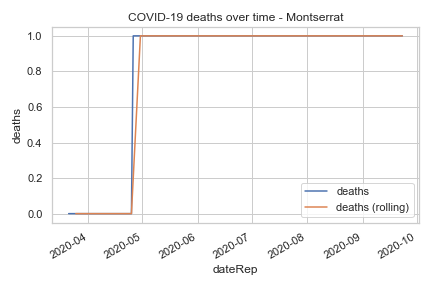 COVID-19 deaths over time - Montserrat
deaths
1.0
0.8
0.6
0.4
0.2
0.0
deaths
deaths (rolling)
2020-04
2020-05
2020-06
2020-07
2020-08
2020-09
2020-10
dateRep